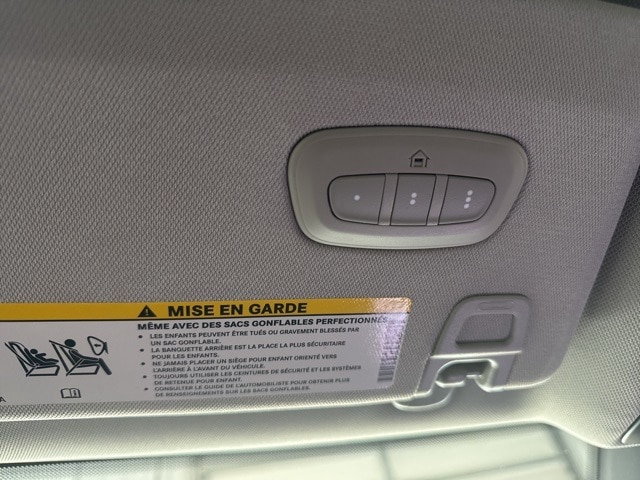 MISE EN GARDE
MÊME AVEC DES SACS GONFLABLES PERFECTIONNÉS
• LES ENFANTS PEUVENT ÊTRE TUÉS OU GRAVEMENT BLESSÉS PAR
UN SAC GONFLABLE.
• LA BANQUETTE ARRIÈRE EST LA PLACE LA PLUS SÉCURITAIRE
POUR LES ENFANTS.
• NE JAMAIS PLACER UN SIÈGE POUR ENFANT ORIENTÉ VERS
L'ARRIÈRE À L'AVANT DU VÉHICULE.
• TOUJOURS UTILISER LES CEINTURES DE SÉCURITÉ ET LES SYSTÈMES
DE RETENUE POUR ENFANT.
• CONSULTER LE GUIDE DE L'AUTOMOBILISTE POUR OBTENIR PLUS
DE RENSEIGNEMENTS SUR LES SACS GONFLABLES.